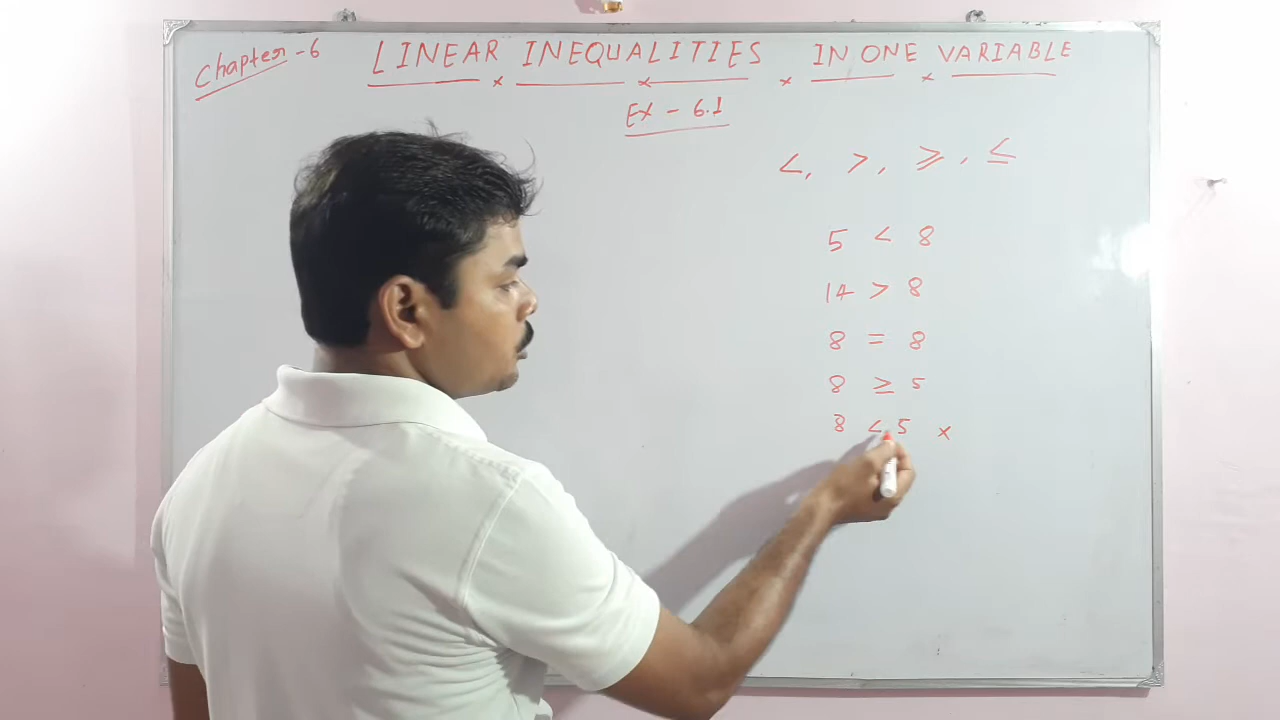 Chapter - 6
LINEAR INEQUALITIES IN ONE VARIABLE
Ex - 6.1
<, >, ⩾, ≤
5 < 8
14 > 8
8 = 8
8 ≥ 5
8 < 5 ×